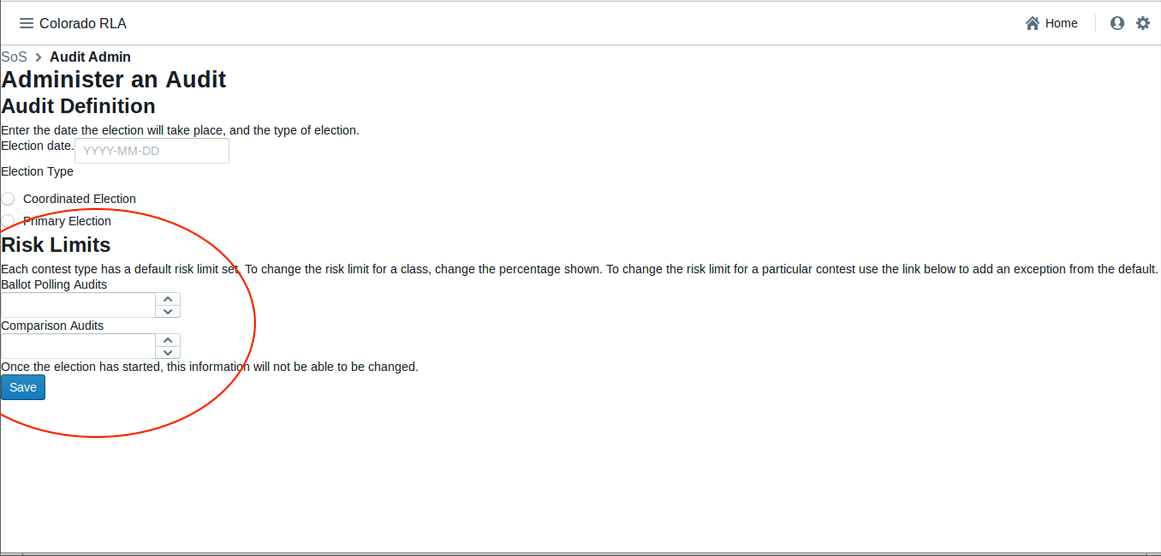 Colorado RLA
Home
SoS > Audit Admin
Administer an Audit
Audit Definition
Enter the date the election will take place, and the type of election.
Election date. YYYY-MM-DD
Election Type
Coordinated Election
Primary Election
Risk Limits
Each contest type has a default risk limit set. To change the risk limit for a class, change the percentage shown. To change the risk limit for a particular contest use the link below to add an exception from the default.
Ballot Polling Audits
Comparison Audits
Once the election has started, this information will not be able to be changed.
Save